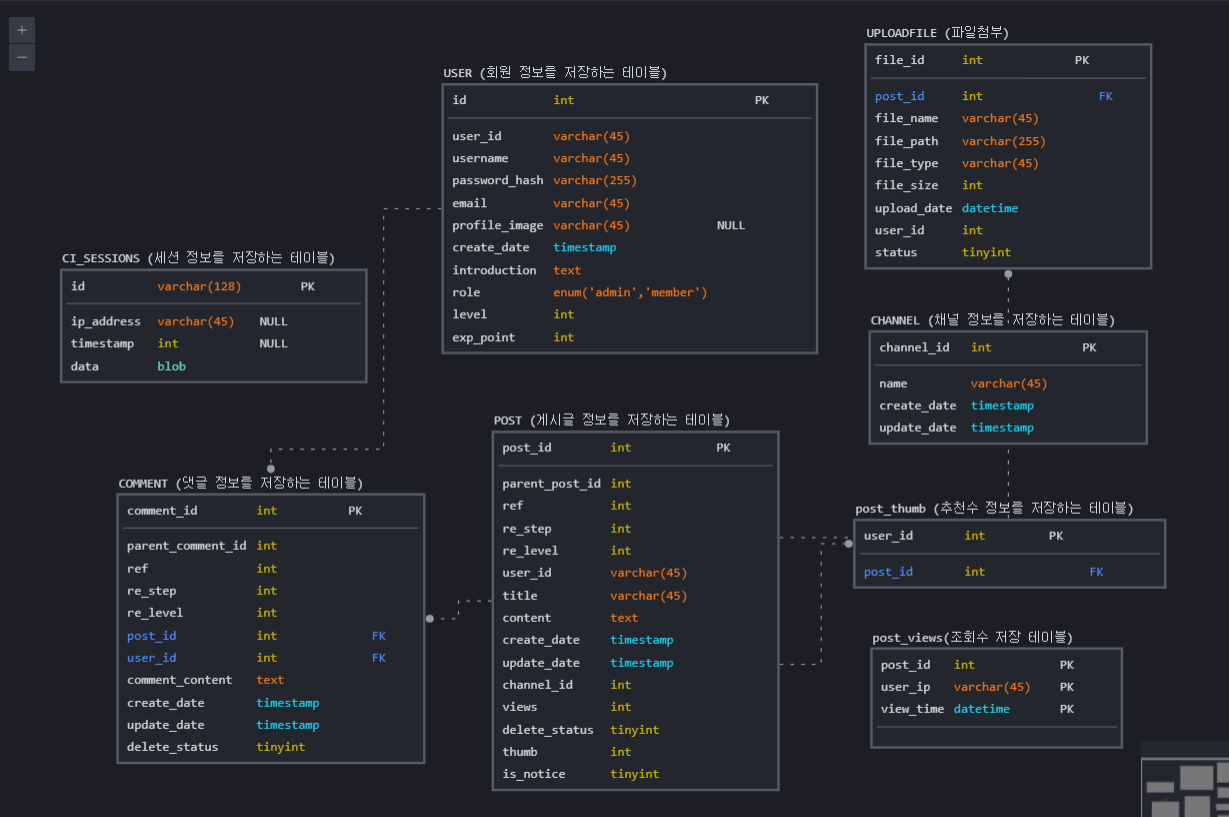 +
−
USER (회원 정보를 저장하는 테이블)
id int PK
user_id varchar(45)
username varchar(45)
password_hash varchar(255)
email varchar(45)
profile_image varchar(45) NULL
create_date timestamp
introduction text
role enum('admin','member')
level int
exp_point int
UPLOADFILE (파일첨부)
file_id int PK
post_id int FK
file_name varchar(45)
file_path varchar(255)
file_type varchar(45)
file_size int
upload_date datetime
user_id int
status tinyint
CI_SESSIONS (세션 정보를 저장하는 테이블)
id varchar(128) PK
ip_address varchar(45) NULL
timestamp int NULL
data blob
CHANNEL (채널 정보를 저장하는 테이블)
channel_id int PK
name varchar(45)
create_date timestamp
update_date timestamp
COMMENT (댓글 정보를 저장하는 테이블)
comment_id int PK
parent_comment_id int
ref int
re_step int
re_level int
post_id int FK
user_id int FK
comment_content text
create_date timestamp
update_date timestamp
delete_status tinyint
POST (게시글 정보를 저장하는 테이블)
post_id int PK
parent_post_id int
ref int
re_step int
re_level int
user_id varchar(45)
title varchar(45)
content text
create_date timestamp
update_date timestamp
channel_id int
views int
delete_status tinyint
thumb int
is_notice tinyint
post_thumb (추천수 정보를 저장하는 테이블)
user_id int PK
post_id int FK
post_views(조회수 저장 테이블)
post_id int PK
user_ip varchar(45) PK
view_time datetime PK